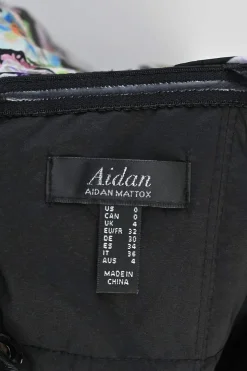 Aidan
AIDAN MATTOX
US 0
CAN 0
UK 4
EU/FR 32
DE 30
ES 34
IT 36
AUS 4
MADE IN
CHINA